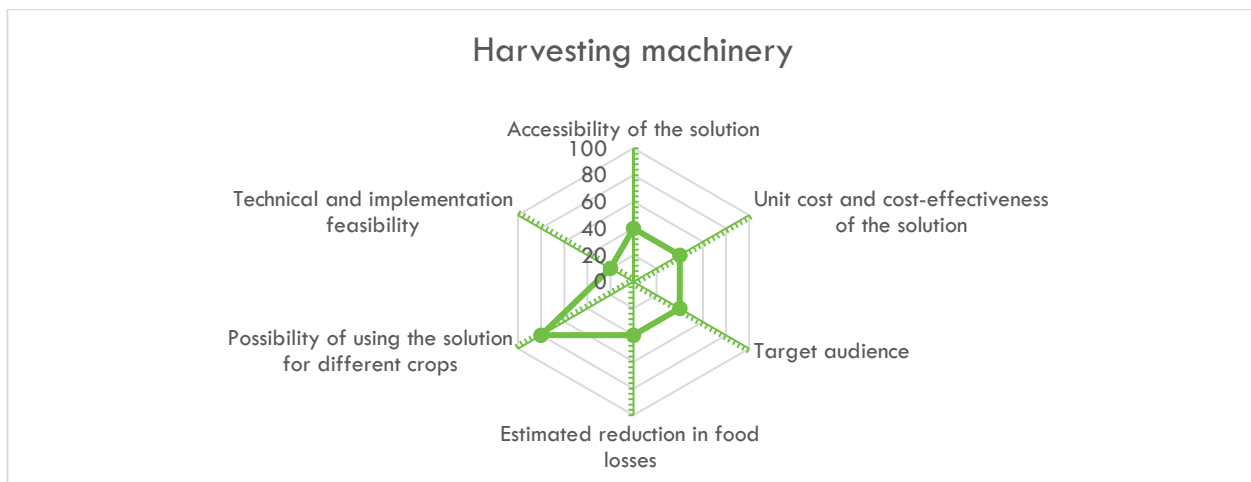 Harvesting machinery
Accessibility of the solution
100
80
60
40
20
0
Unit cost and cost-effectiveness
of the solution
Target audience
Estimated reduction in food
losses
Possibility of using the solution
for different crops
Technical and implementation
feasibility